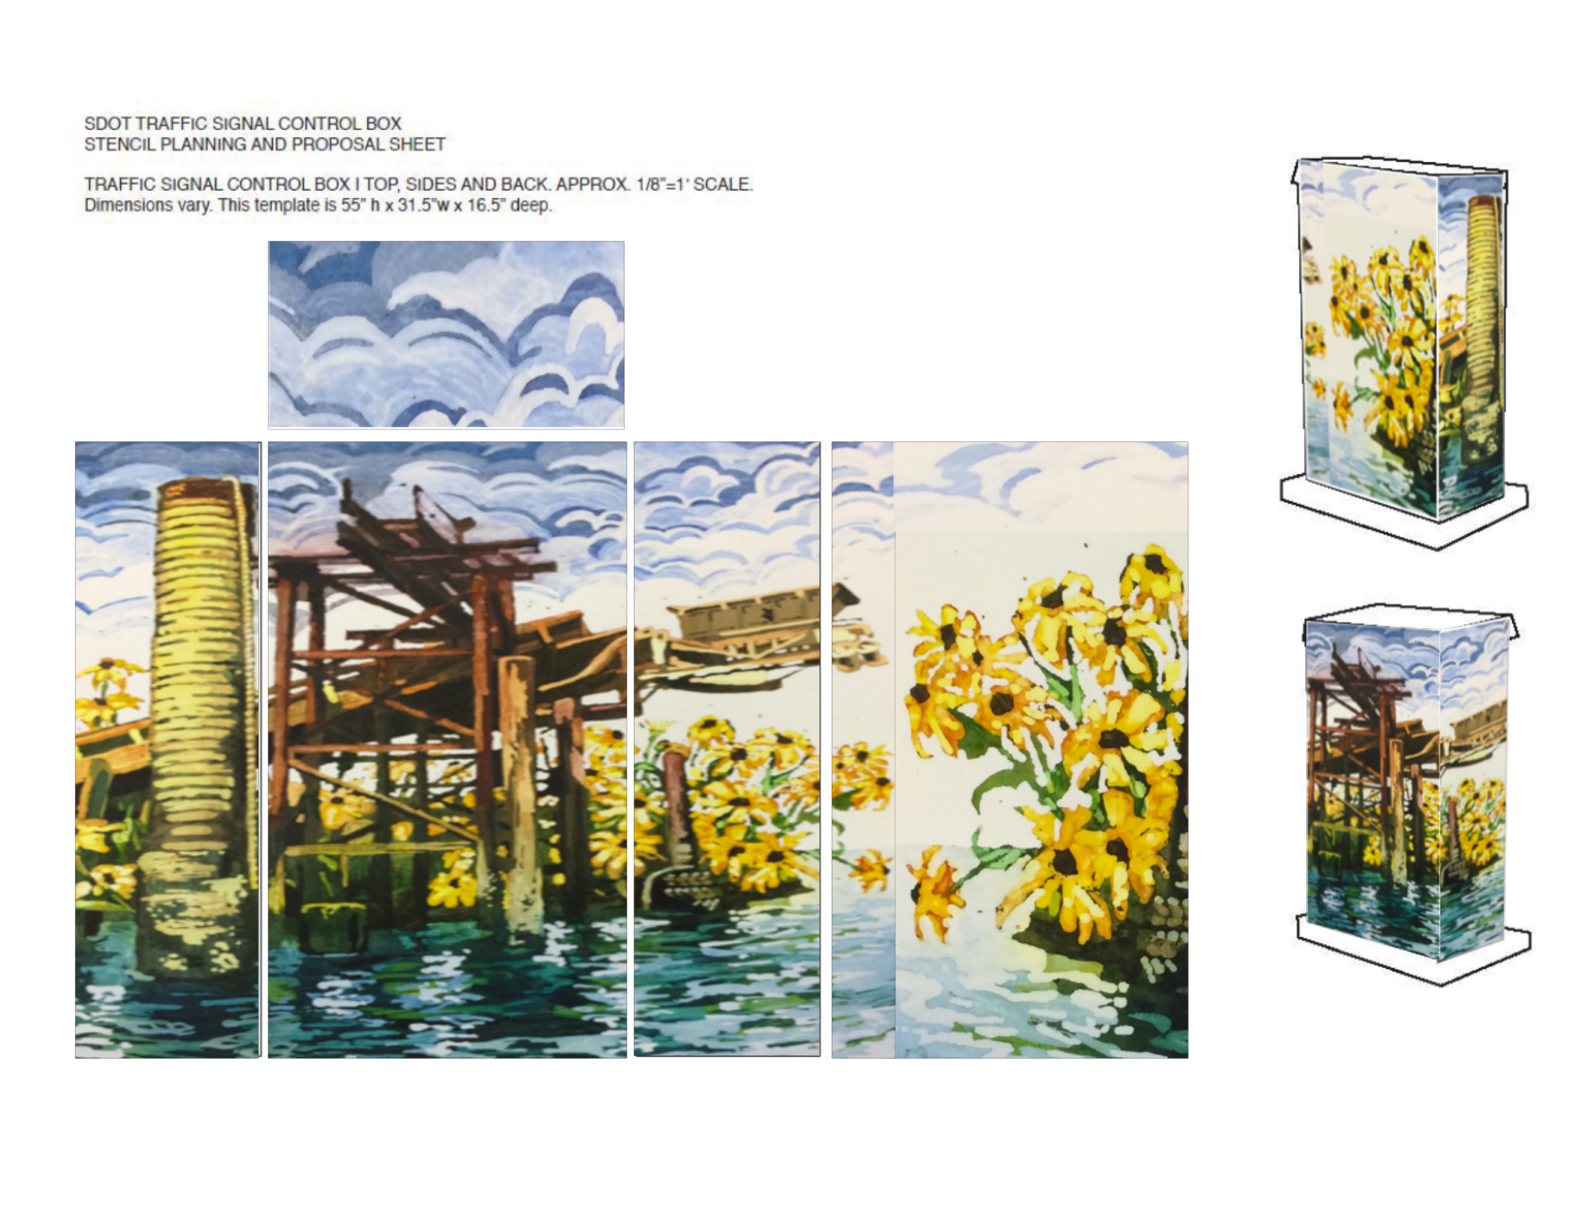 SDOT TRAFFIC SIGNAL CONTROL BOX
STENCIL PLANNING AND PROPOSAL SHEET
TRAFFIC SIGNAL CONTROL BOX I TOP, SIDES AND BACK. APPROX. 1/8"=1' SCALE.
Dimensions vary. This template is 55" h x 31.5"w x 16.5" deep.